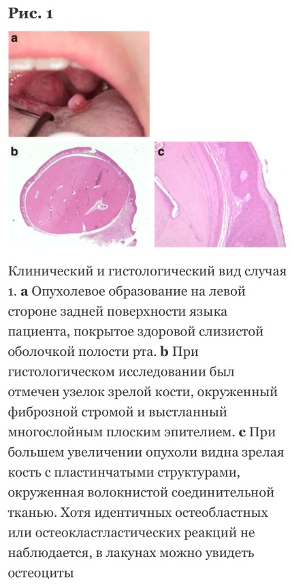 Рис. 1
a
b
c
Клинический и гистологический вид случая
1. a Опухолевое образование на левой
стороне задней поверхности языка
пациента, покрытое здоровой слизистой
оболочкой полости рта. b При
гистологическом исследовании был
отмечен узелок зрелой кости, окруженный
фиброзной стромой и выстланный
многослойным плоским эпителием. c При
большем увеличении опухоли видна зрелая
кость с пластинчатыми структурами,
окруженная волокнистой соединительной
тканью. Хотя идентичных остеобластных
или остеокластластических реакций не
наблюдается, в лакунах можно увидеть
остеоциты